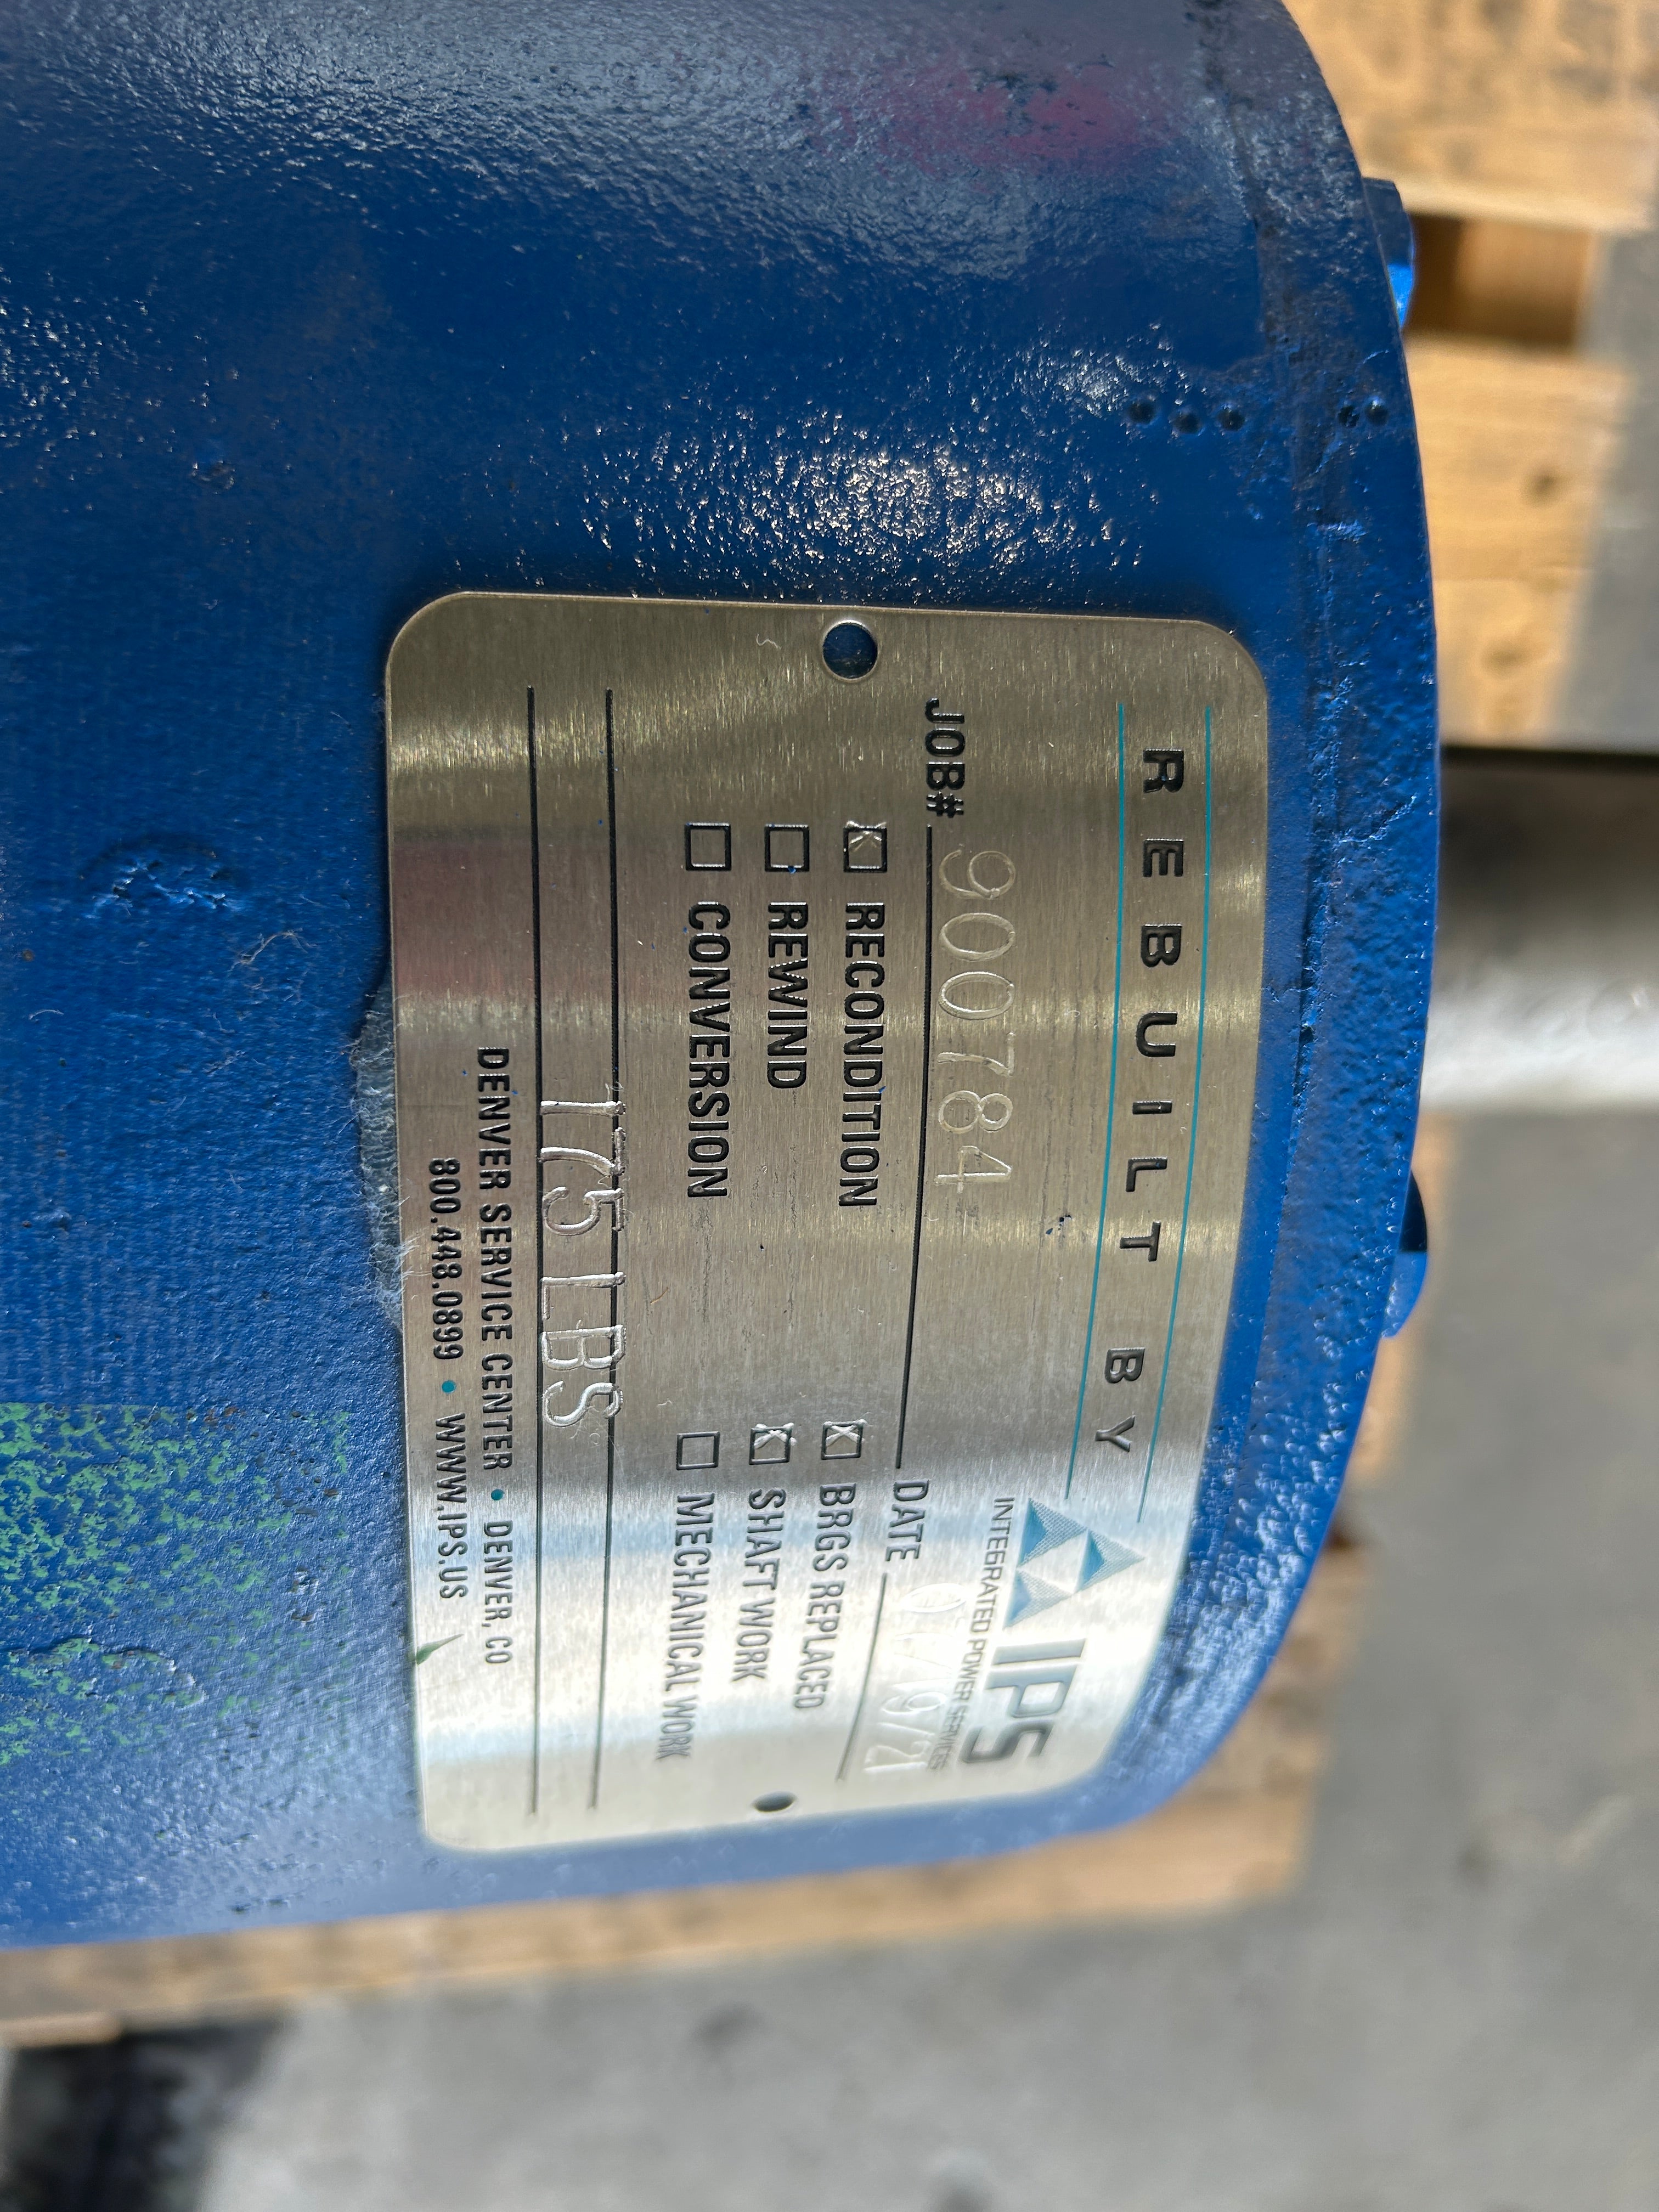 REBUILT BY
IPS
INTEGRATED POWER SERVICES
JOB# 900784 DATE
RECONDITION BRGS REPLACED
REWIND SHAFT WORK
CONVERSION MECHANICAL WORK
175 LBS
DENVER SERVICE CENTER • DENVER, CO
800.448.0899 • WWW.IPS.US